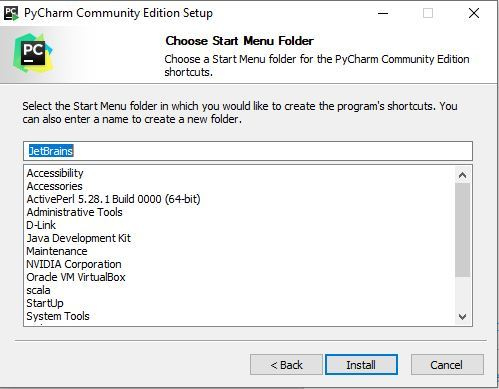 PyCharm Community Edition Setup
PC
Choose Start Menu Folder
Choose a Start Menu folder for the PyCharm Community Edition
shortcuts.
Select the Start Menu folder in which you would like to create the program's shortcuts. You
can also enter a name to create a new folder.
JetBrains
Accessibility
Accessories
ActivePerl 5.28.1 Build 0000 (64-bit)
Administrative Tools
D-Link
Java Development Kit
Maintenance
NVIDIA Corporation
Oracle VM VirtualBox
scala
StartUp
System Tools
< Back Install Cancel